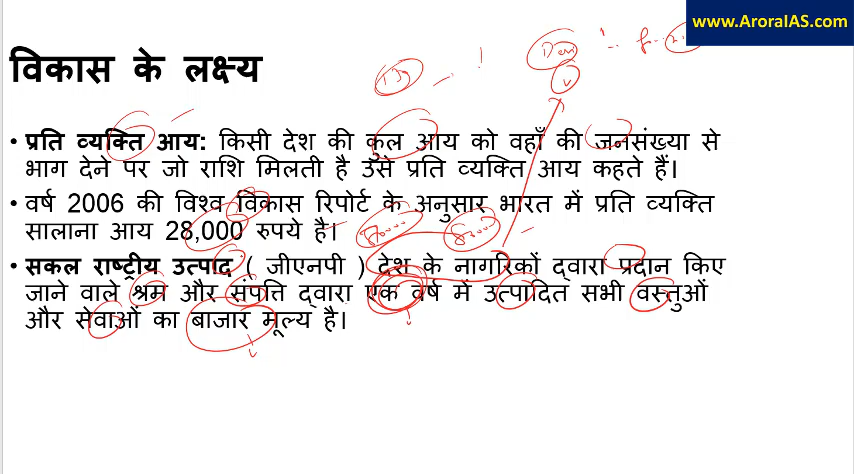 www.AroraIAS.com
विकास के लक्ष्य
• प्रति व्यक्ति आय: किसी देश की कुल आय को वहाँ की जनसंख्या से
भाग देने पर जो राशि मिलती है उसे प्रति व्यक्ति आय कहते हैं।
• वर्ष 2006 की विश्व विकास रिपोर्ट के अनुसार भारत में प्रति व्यक्ति
सालाना आय 28,000 रुपये है।
• सकल राष्ट्रीय उत्पाद ( जीएनपी ) देश के नागरिकों द्वारा प्रदान किए
जाने वाले श्रम और संपत्ति द्वारा एक वर्ष में उत्पादित सभी वस्तुओं
और सेवाओं का बाजार मूल्य है।